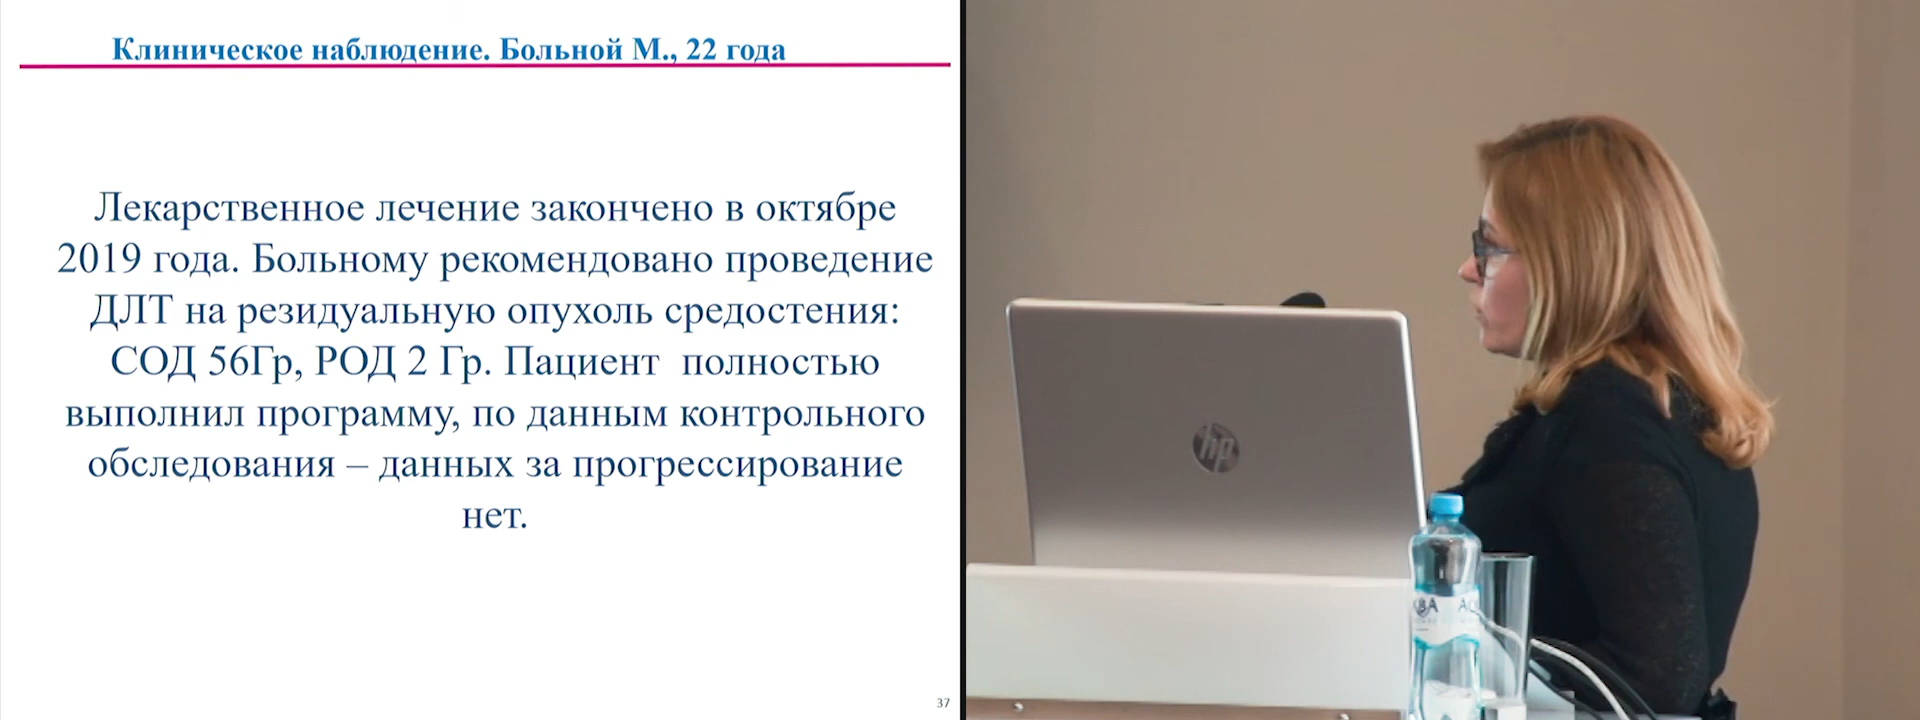 Клиническое наблюдение. Больной М., 22 года
Лекарственное лечение закончено в октябре
2019 года. Больному рекомендовано проведение
ДЛТ на резидуальную опухоль средостения:
СОД 56Гр, РОД 2 Гр. Пациент полностью
выполнил программу, по данным контрольного
обследования – данных за прогрессирование
нет.
37
hp